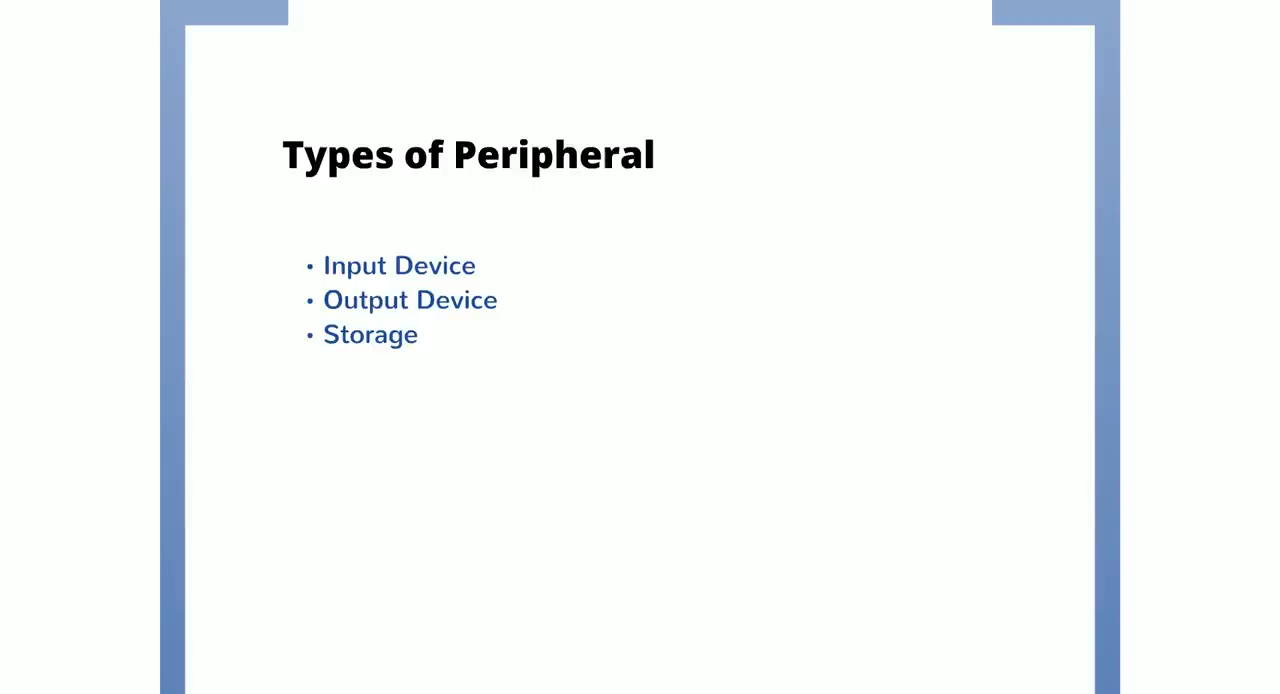 Types of Peripheral
• Input Device
• Output Device
• Storage